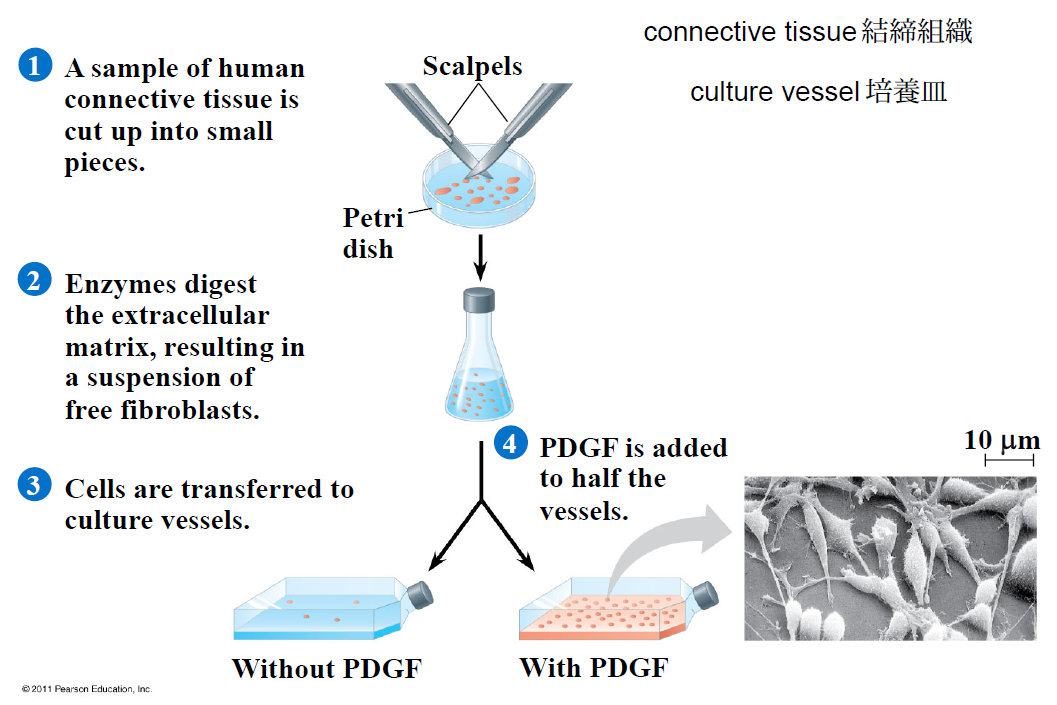 connective tissue 結締組織
culture vessel 培養皿
1 A sample of human
connective tissue is
cut up into small
pieces.
Scalpels
Petri
dish
2 Enzymes digest
the extracellular
matrix, resulting in
a suspension of
free fibroblasts.
3 Cells are transferred to
culture vessels.
4 PDGF is added
to half the
vessels.
10 μm
Without PDGF
With PDGF
© 2011 Pearson Education, Inc.